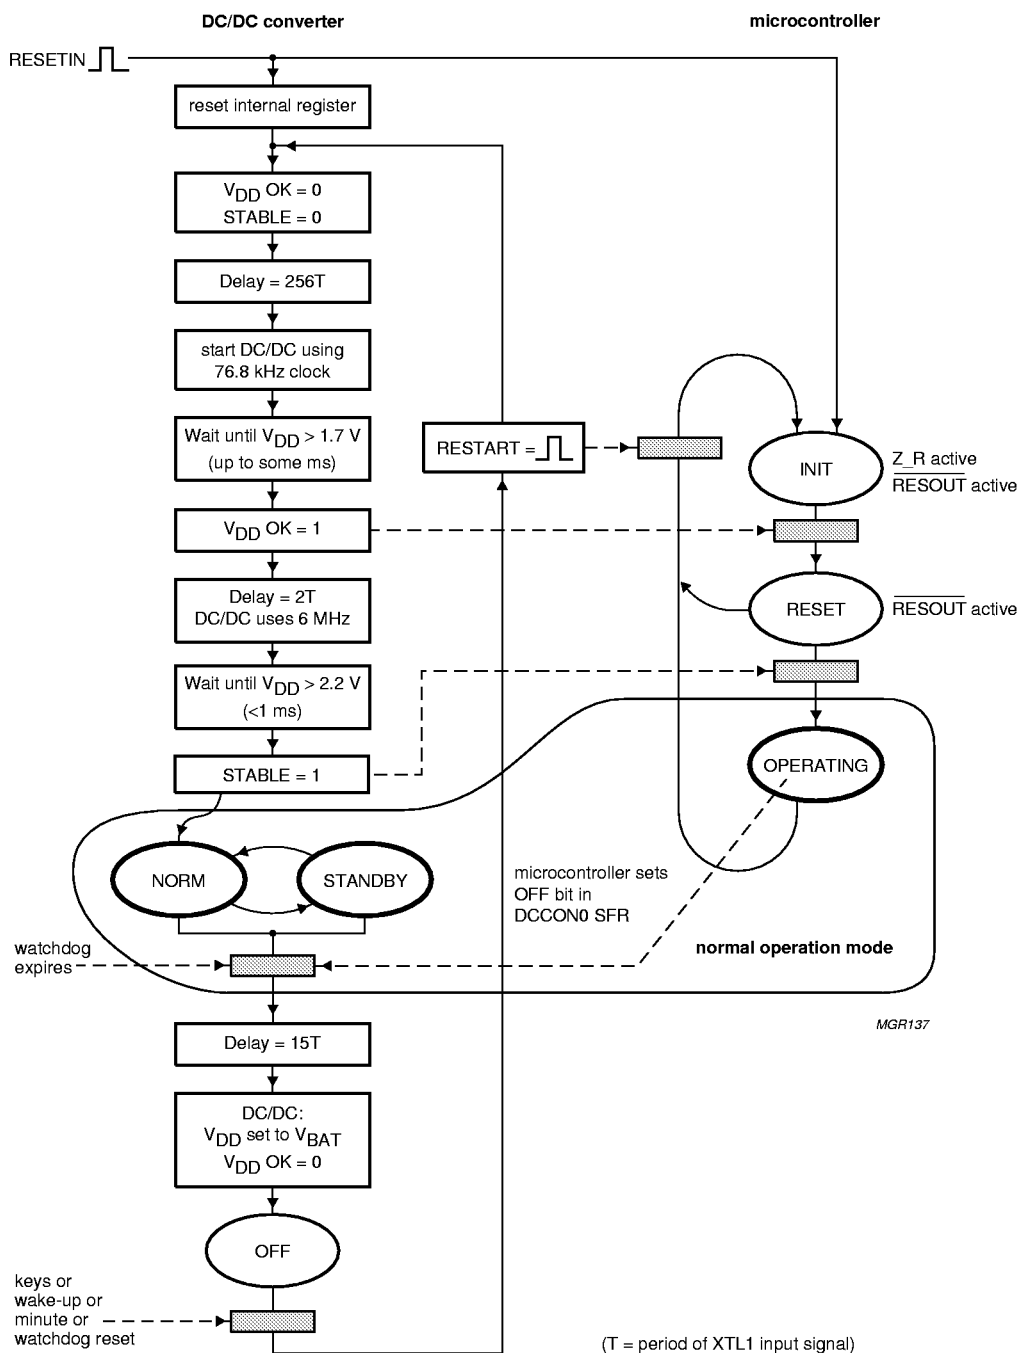 DC/DC converter
microcontroller
RESETIN
reset internal register
VDD OK = 0
STABLE = 0
Delay = 256T
start DC/DC using
76.8 kHz clock
Wait until VDD > 1.7 V
(up to some ms)
RESTART =
INIT
Z_R active
RESOUT active
VDD OK = 1
Delay = 2T
DC/DC uses 6 MHz
RESET
RESOUT active
Wait until VDD > 2.2 V
(<1 ms)
STABLE = 1
OPERATING
NORM
STANDBY
microcontroller sets
OFF bit in
DCCON0 SFR
watchdog
expires
normal operation mode
MGR137
Delay = 15T
DC/DC:
VDD set to VBAT
VDD OK = 0
OFF
keys or
wake-up or
minute or
watchdog reset
(T = period of XTL1 input signal)